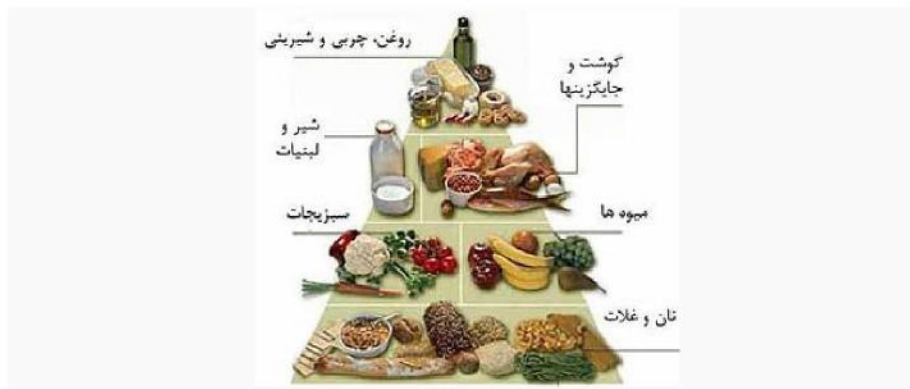 روغن، چربی و شیرینی
گوشت و
جایگزینها
شیر و
لبنیات
سبزیجات
میوه ها
نان و غلات